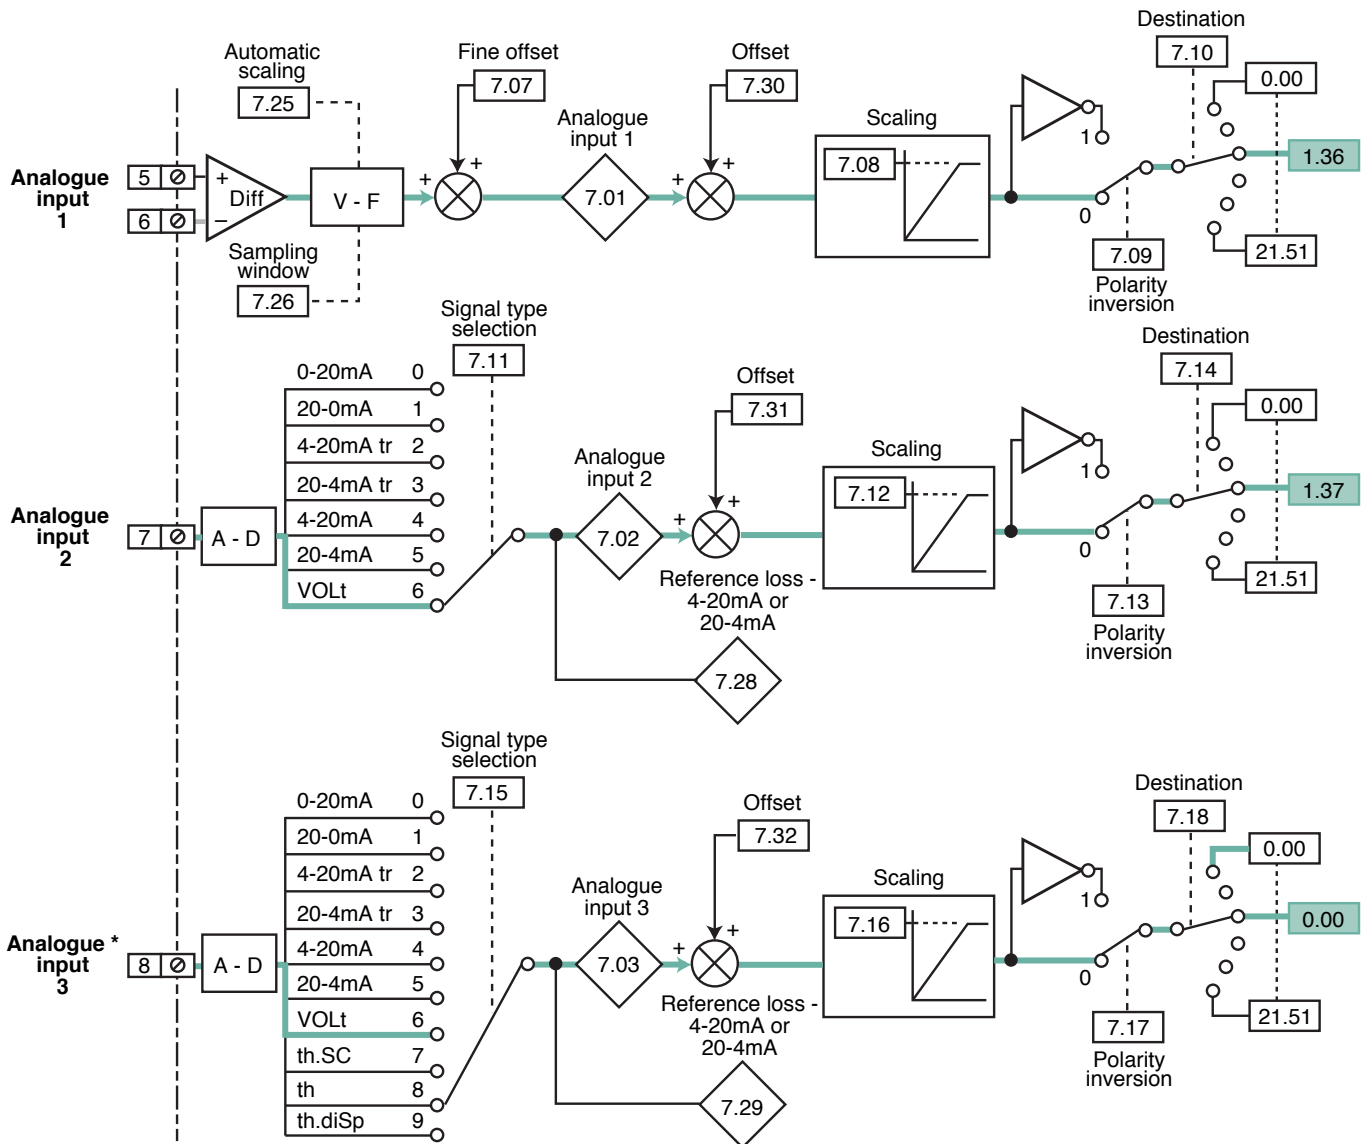 Automatic
scaling
7.25
Fine offset
7.07
Offset
7.30
Destination
7.10
0.00
Analogue
input 1
Scaling
7.08
1
Analogue
input
1
5
6
+
−
Diff
V - F
+
+
7.01
+
+
0
1.36
Sampling
window
7.26
7.09
Polarity
inversion
21.51
Signal type
selection
7.11
0-20mA 0
20-0mA 1
4-20mA tr 2
20-4mA tr 3
4-20mA 4
20-4mA 5
VOLt 6
Offset
7.31
Destination
7.14
0.00
Analogue
input 2
Scaling
7.12
1
Analogue
input
2
7
A - D
7.02
+
+
0
1.37
Reference loss -
4-20mA or
20-4mA
7.28
7.13
Polarity
inversion
21.51
Signal type
selection
7.15
0-20mA 0
20-0mA 1
4-20mA tr 2
20-4mA tr 3
4-20mA 4
20-4mA 5
VOLt 6
th.SC 7
th 8
th.diSp 9
Offset
7.32
Destination
7.18
0.00
Analogue
input 3
Scaling
7.16
1
Analogue *
input
3
8
A - D
7.03
+
+
0
0.00
Reference loss -
4-20mA or
20-4mA
7.29
7.17
Polarity
inversion
21.51